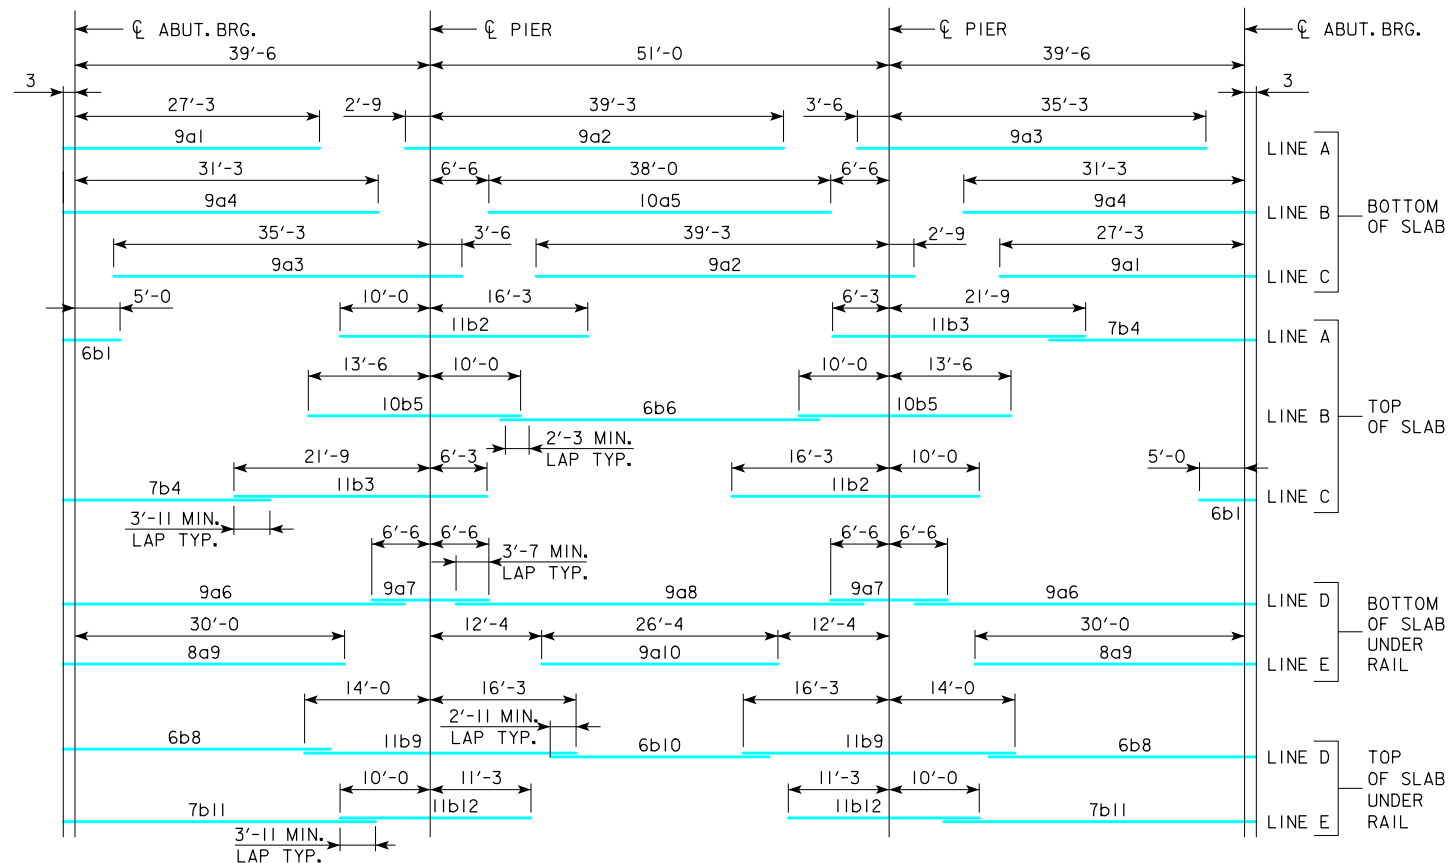 ℄ ABUT. BRG.
℄ PIER
℄ PIER
℄ ABUT. BRG.
39'-6
51'-0
39'-6
3
3
27'-3
2'-9
39'-3
3'-6
35'-3
9a1
9a2
9a3
LINE A
31'-3
6'-6
38'-0
6'-6
31'-3
9a4
10a5
9a4
LINE B
BOTTOM
OF SLAB
35'-3
3'-6
39'-3
2'-9
27'-3
9a3
9a2
9a1
LINE C
5'-0
10'-0
16'-3
6'-3
21'-9
6b1
11b2
11b3
7b4
LINE A
13'-6
10'-0
10'-0
13'-6
10b5
6b6
10b5
LINE B
TOP
OF SLAB
2'-3 MIN.
LAP TYP.
21'-9
6'-3
16'-3
10'-0
5'-0
7b4
11b3
11b2
6b1
LINE C
3'-11 MIN.
LAP TYP.
6'-6
6'-6
6'-6
6'-6
3'-7 MIN.
LAP TYP.
9a6
9a7
9a8
9a7
9a6
LINE D
BOTTOM
OF SLAB
UNDER
RAIL
30'-0
12'-4
26'-4
12'-4
30'-0
8a9
9a10
8a9
LINE E
14'-0
16'-3
16'-3
14'-0
2'-11 MIN.
LAP TYP.
6b8
11b9
6b10
11b9
6b8
LINE D
TOP
OF SLAB
UNDER
RAIL
10'-0
11'-3
11'-3
10'-0
7b11
11b12
11b12
7b11
LINE E
3'-11 MIN.
LAP TYP.